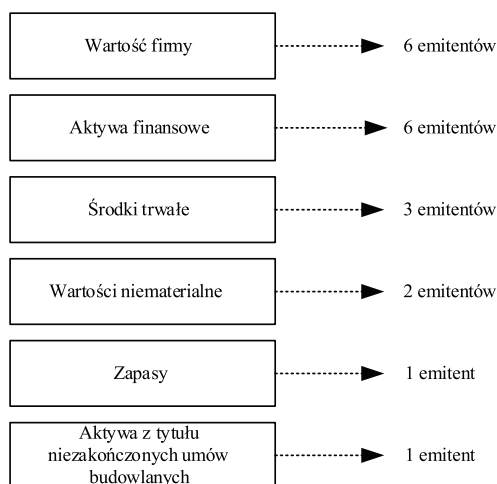 Wartość firmy
6 emitentów
Aktywa finansowe
6 emitentów
Środki trwałe
3 emitentów
Wartości niematerialne
2 emitentów
Zapasy
1 emitent
Aktywa z tytułu
niezakończonych umów
budowlanych
1 emitent